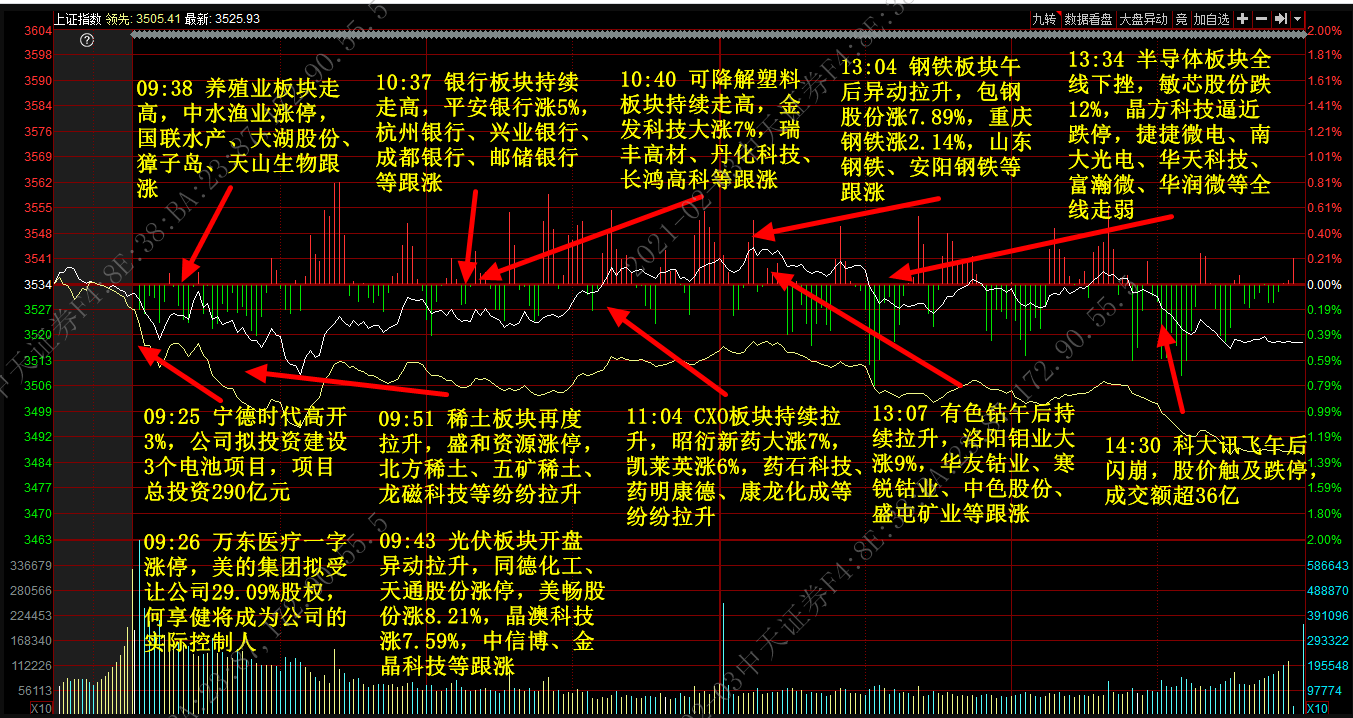 上证指数 领先: 3505.41 最新: 3525.93
九转 数据看盘 大盘异动 竞 加自选
3604
3598
3590
3584
3576
3569
3562
3555
3548
3541
3534
3527
3520
3513
3506
3499
3492
3484
3477
3470
3463
336679
280566
224453
168340
112226
56113
X10
2.00%
1.81%
1.61%
1.41%
1.21%
1.01%
0.81%
0.61%
0.40%
0.21%
0.00%
0.19%
0.39%
0.59%
0.79%
0.99%
1.19%
1.39%
1.59%
1.80%
2.00%
586643
488870
391096
293322
195548
97774
X10
09:38 养殖业板块走
高，中水渔业涨停，
国联水产、大湖股份、
獐子岛、天山生物跟
涨
10:37 银行板块持续
走高，平安银行涨5%，
杭州银行、兴业银行、
成都银行、邮储银行
等跟涨
10:40 可降解塑料
板块持续走高，金
发科技大涨7%，瑞
丰高材、丹化科技、
长鸿高科等跟涨
13:04 钢铁板块午
后异动拉升，包钢
股份涨7.89%，重庆
钢铁涨2.14%，山东
钢铁、安阳钢铁等
跟涨
13:34 半导体板块全
线下挫，敏芯股份跌
12%，晶方科技逼近
跌停，捷捷微电、南
大光电、华天科技、
富瀚微、华润微等全
线走弱
09:25 宁德时代高开
3%，公司拟投资建设
3个电池项目，项目
总投资290亿元
09:51 稀土板块再度
拉升，盛和资源涨停，
北方稀土、五矿稀土、
龙磁科技等纷纷拉升
11:04 CXO板块持续拉
升，昭衍新药大涨7%，
凯莱英涨6%，药石科技、
药明康德、康龙化成等
纷纷拉升
13:07 有色钴午后持
续拉升，洛阳钼业大
涨9%，华友钴业、寒
锐钴业、中色股份、
盛屯矿业等跟涨
14:30 科大讯飞午后
闪崩，股价触及跌停，
成交额超36亿
09:26 万东医疗一字
涨停，美的集团拟受
让公司29.09%股权，
何享健将成为公司的
实际控制人
09:43 光伏板块开盘
异动拉升，同德化工、
天通股份涨停，美畅股
份涨8.21%，晶澳科技
涨7.59%，中信博、金
晶科技等跟涨